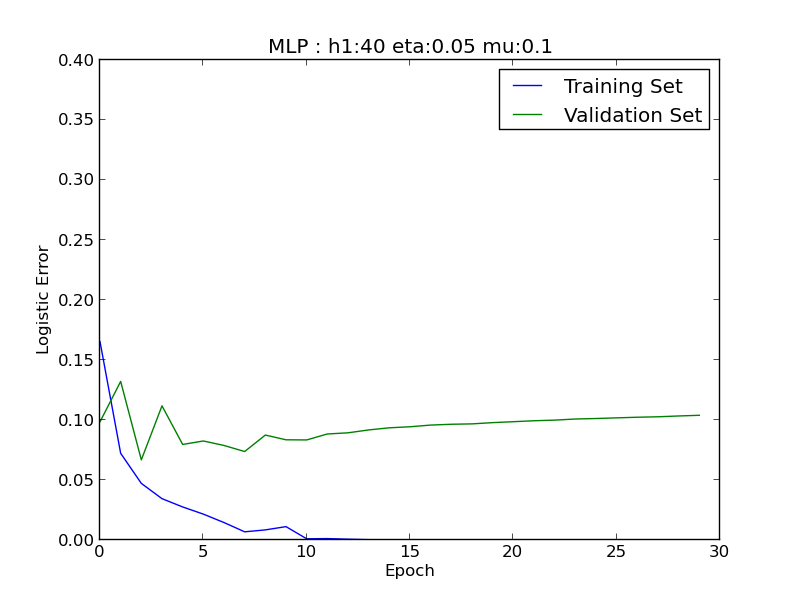 MLP : h1:40 eta:0.05 mu:0.1
Training Set
Validation Set
0.40
0.35
0.30
0.25
0.20
0.15
0.10
0.05
0.00
Logistic Error
0 5 10 15 20 25 30
Epoch